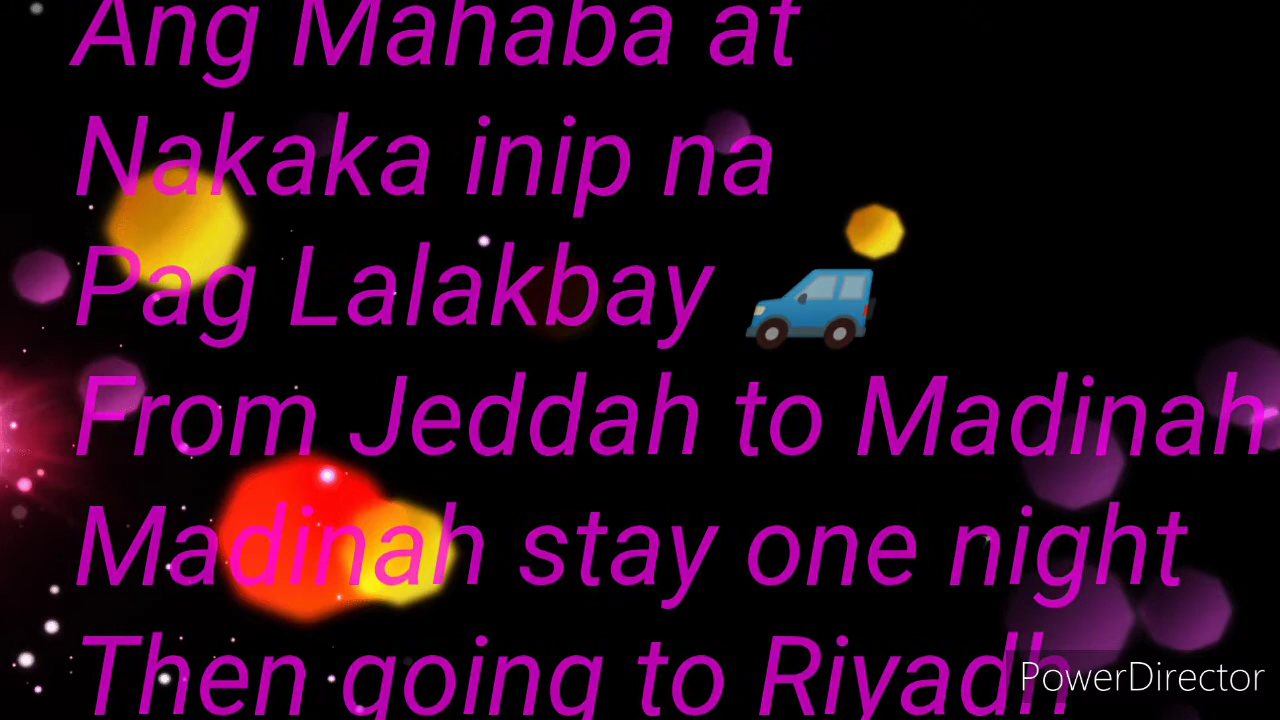 Ang Mahaba at
Nakaka inip na
Pag Lalakbay 🚙
From Jeddah to Madinah
Madinah stay one night
Then going to Riyadh
PowerDirector